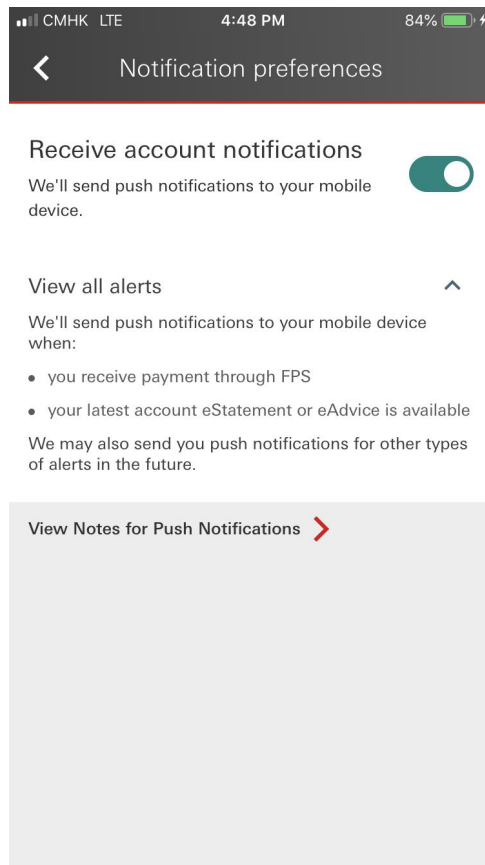 CMHK LTE 4:48 PM 84%
Notification preferences
Receive account notifications
We'll send push notifications to your mobile
device.
View all alerts
We'll send push notifications to your mobile device
when:
• you receive payment through FPS
• your latest account eStatement or eAdvice is available
We may also send you push notifications for other types
of alerts in the future.
View Notes for Push Notifications